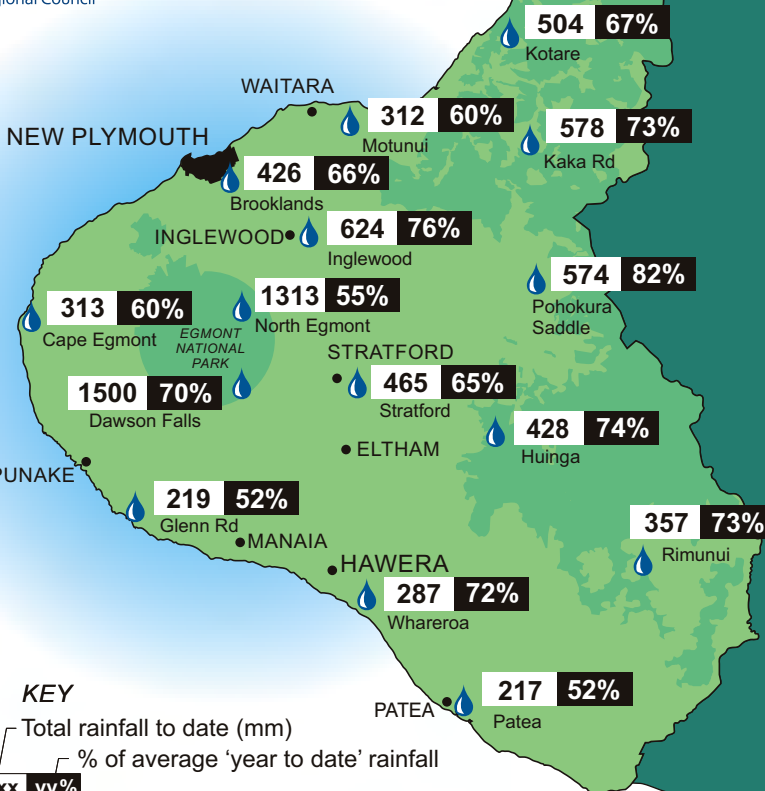 504 67%
Kotare
WAITARA
312 60%
Motunui
NEW PLYMOUTH
578 73%
Kaka Rd
426 66%
Brooklands
INGLEWOOD
624 76%
Inglewood
574 82%
Pohokura
Saddle
313 60%
Cape Egmont
1313 55%
North Egmont
EGMONT
NATIONAL
PARK
STRATFORD
465 65%
Stratford
1500 70%
Dawson Falls
428 74%
Huinga
ELTHAM
PUNAKE
219 52%
Glenn Rd
MANAIA
357 73%
Rimunui
HAWERA
287 72%
Whareroa
217 52%
Patea
PATEA
KEY
Total rainfall to date (mm)
% of average ‘year to date’ rainfall
xx yy%